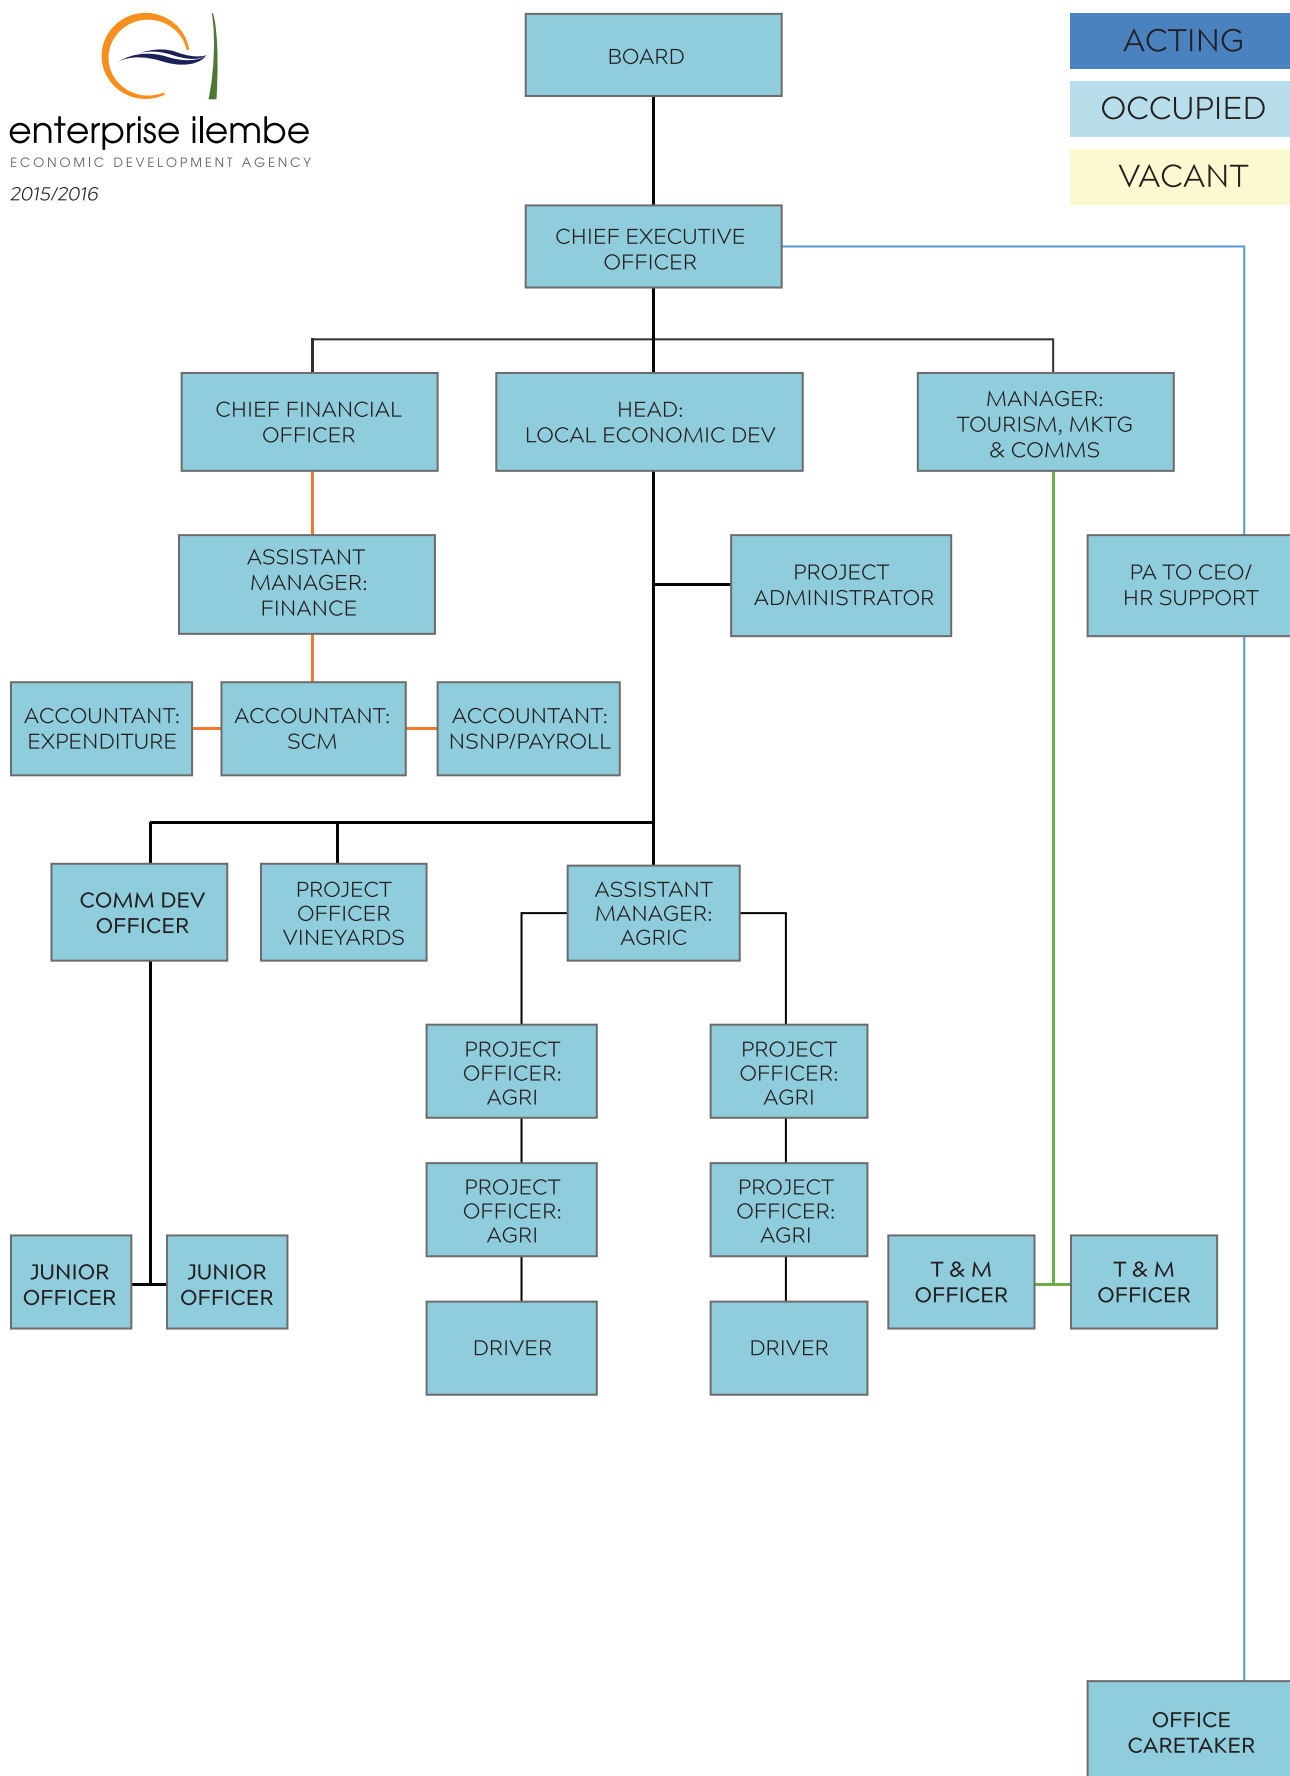 enterprise ilembe
ECONOMIC DEVELOPMENT AGENCY
2015/2016
BOARD
ACTING
OCCUPIED
VACANT
CHIEF EXECUTIVE
OFFICER
CHIEF FINANCIAL
OFFICER
HEAD:
LOCAL ECONOMIC DEV
MANAGER:
TOURISM, MKTG
& COMMS
ASSISTANT
MANAGER:
FINANCE
PROJECT
ADMINISTRATOR
PA TO CEO/
HR SUPPORT
ACCOUNTANT:
EXPENDITURE
ACCOUNTANT:
SCM
ACCOUNTANT:
NSNP/PAYROLL
COMM DEV
OFFICER
PROJECT
OFFICER
VINEYARDS
ASSISTANT
MANAGER:
AGRIC
PROJECT
OFFICER:
AGRI
PROJECT
OFFICER:
AGRI
PROJECT
OFFICER:
AGRI
PROJECT
OFFICER:
AGRI
JUNIOR
OFFICER
JUNIOR
OFFICER
T & M
OFFICER
T & M
OFFICER
DRIVER
DRIVER
OFFICE
CARETAKER